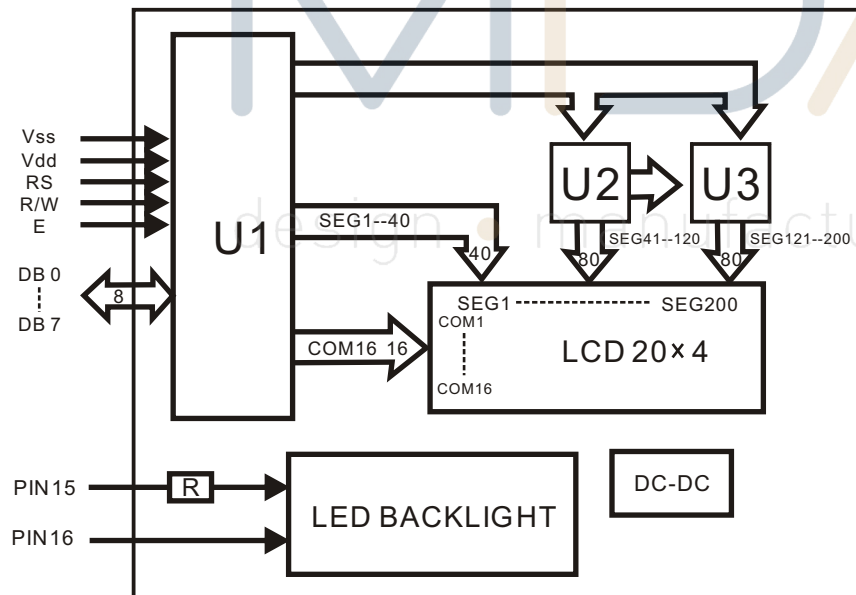 MD
Vss
Vdd
RS
R/W
E
DB 0
DB 7
8
U1
U2
U3
design • manufactu
SEG1--40
40
SEG41--120
80
SEG121--200
80
SEG1
SEG200
COM1
COM16
LCD 20×4
COM16 16
PIN15
R
PIN16
LED BACKLIGHT
DC-DC